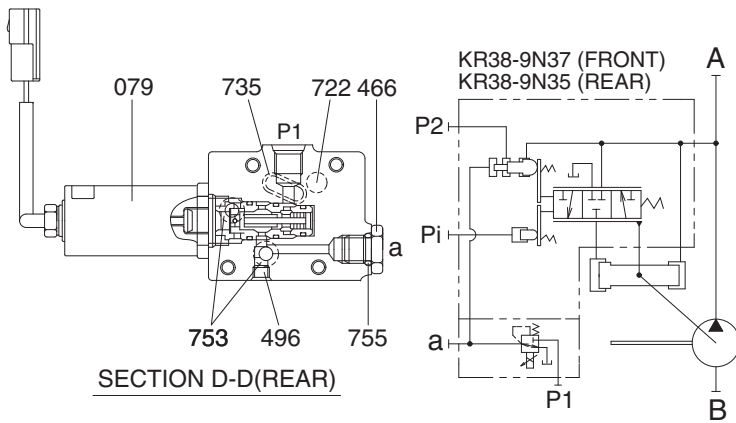 079
735
722 466
P1
a
753
496
755
SECTION D-D(REAR)
KR38-9N37 (FRONT)
KR38-9N35 (REAR)
A
P2
Pi
a
P1
B